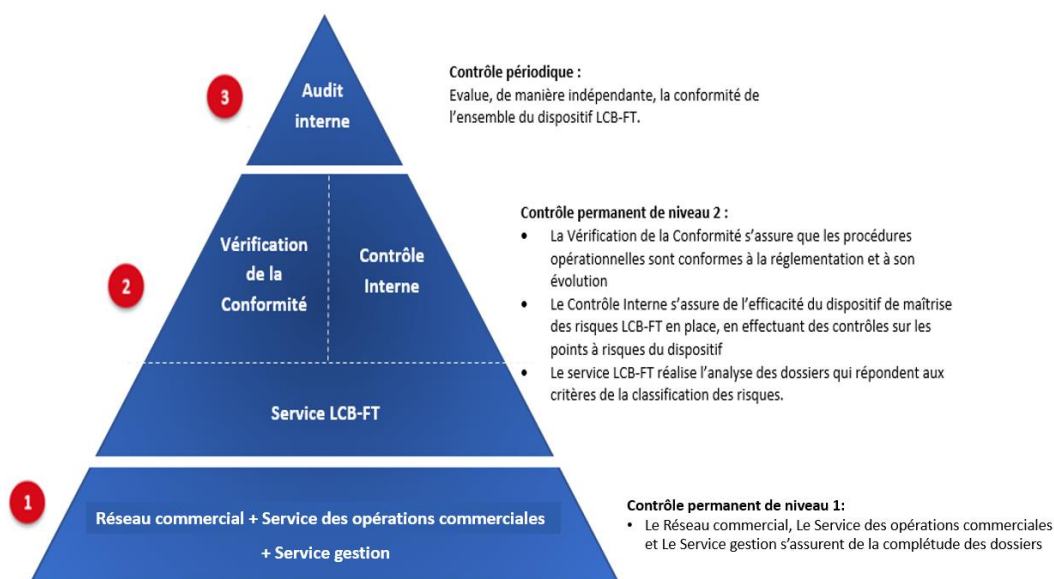 3
Audit
interne
Contrôle périodique :
Evalue, de manière indépendante, la conformité de
l'ensemble du dispositif LCB-FT.
2
Vérification
de la
Conformité
Contrôle
Interne
Service LCB-FT
Contrôle permanent de niveau 2 :
• La Vérification de la Conformité s'assure que les procédures
opérationnelles sont conformes à la réglementation et à son
évolution
• Le Contrôle Interne s'assure de l'efficacité du dispositif de maîtrise
des risques LCB-FT en place, en effectuant des contrôles sur les
points à risques du dispositif
• Le service LCB-FT réalise l'analyse des dossiers qui répondent aux
critères de la classification des risques.
1
Réseau commercial + Service des opérations commerciales
+ Service gestion
Contrôle permanent de niveau 1:
• Le Réseau commercial, Le Service des opérations commerciales
et Le Service gestion s'assurent de la complétude des dossiers